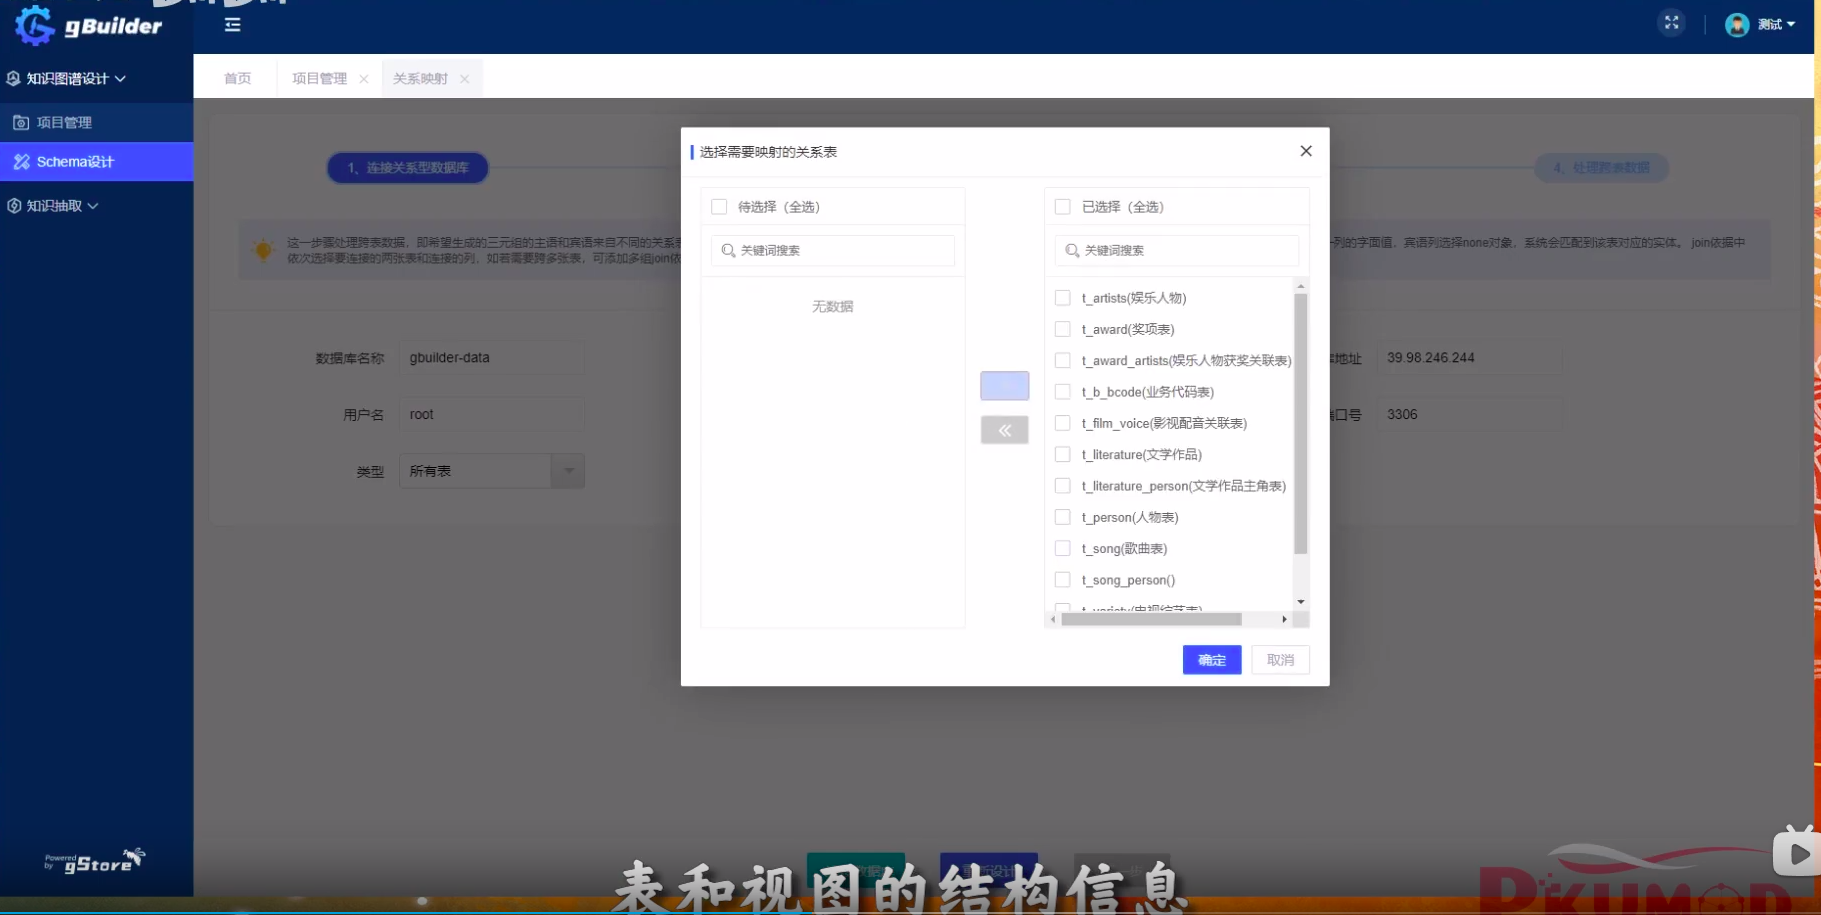 gBuilder
测试
知识图谱设计
项目管理
Schema设计
知识抽取
首页
项目管理
关系映射
1、连接关系型数据库
4、处理跨表数据
这一步需处理跨表数据，即希望生成的三元组的主语和宾语来自不同的关系表
一列的字面值，宾语列选择none对象，系统会匹配到该表对应的实体。 join依据中
依次选择要连接的两张表和连接的列，如若需要跨多张表，可添加多组join依
数据库名称
gbuilder-data
地址
39.98.246.244
用户名
root
口号
3306
类型
所有表
选择需要映射的关系表
待选择（全选）
关键词搜索
无数据
已选择（全选）
关键词搜索
t_artists(娱乐人物)
t_award(奖项表)
t_award_artists(娱乐人物获奖关联表)
t_b_bcode(业务代码表)
t_film_voice(影视配音关联表)
t_literature(文学作品)
t_literature_person(文学作品主角表)
t_person(人物表)
t_song(歌曲表)
t_song_person()
t_variety(电视综艺表)
确定
取消
Powered by gStore
表和视图的结构信息
PKUMOD